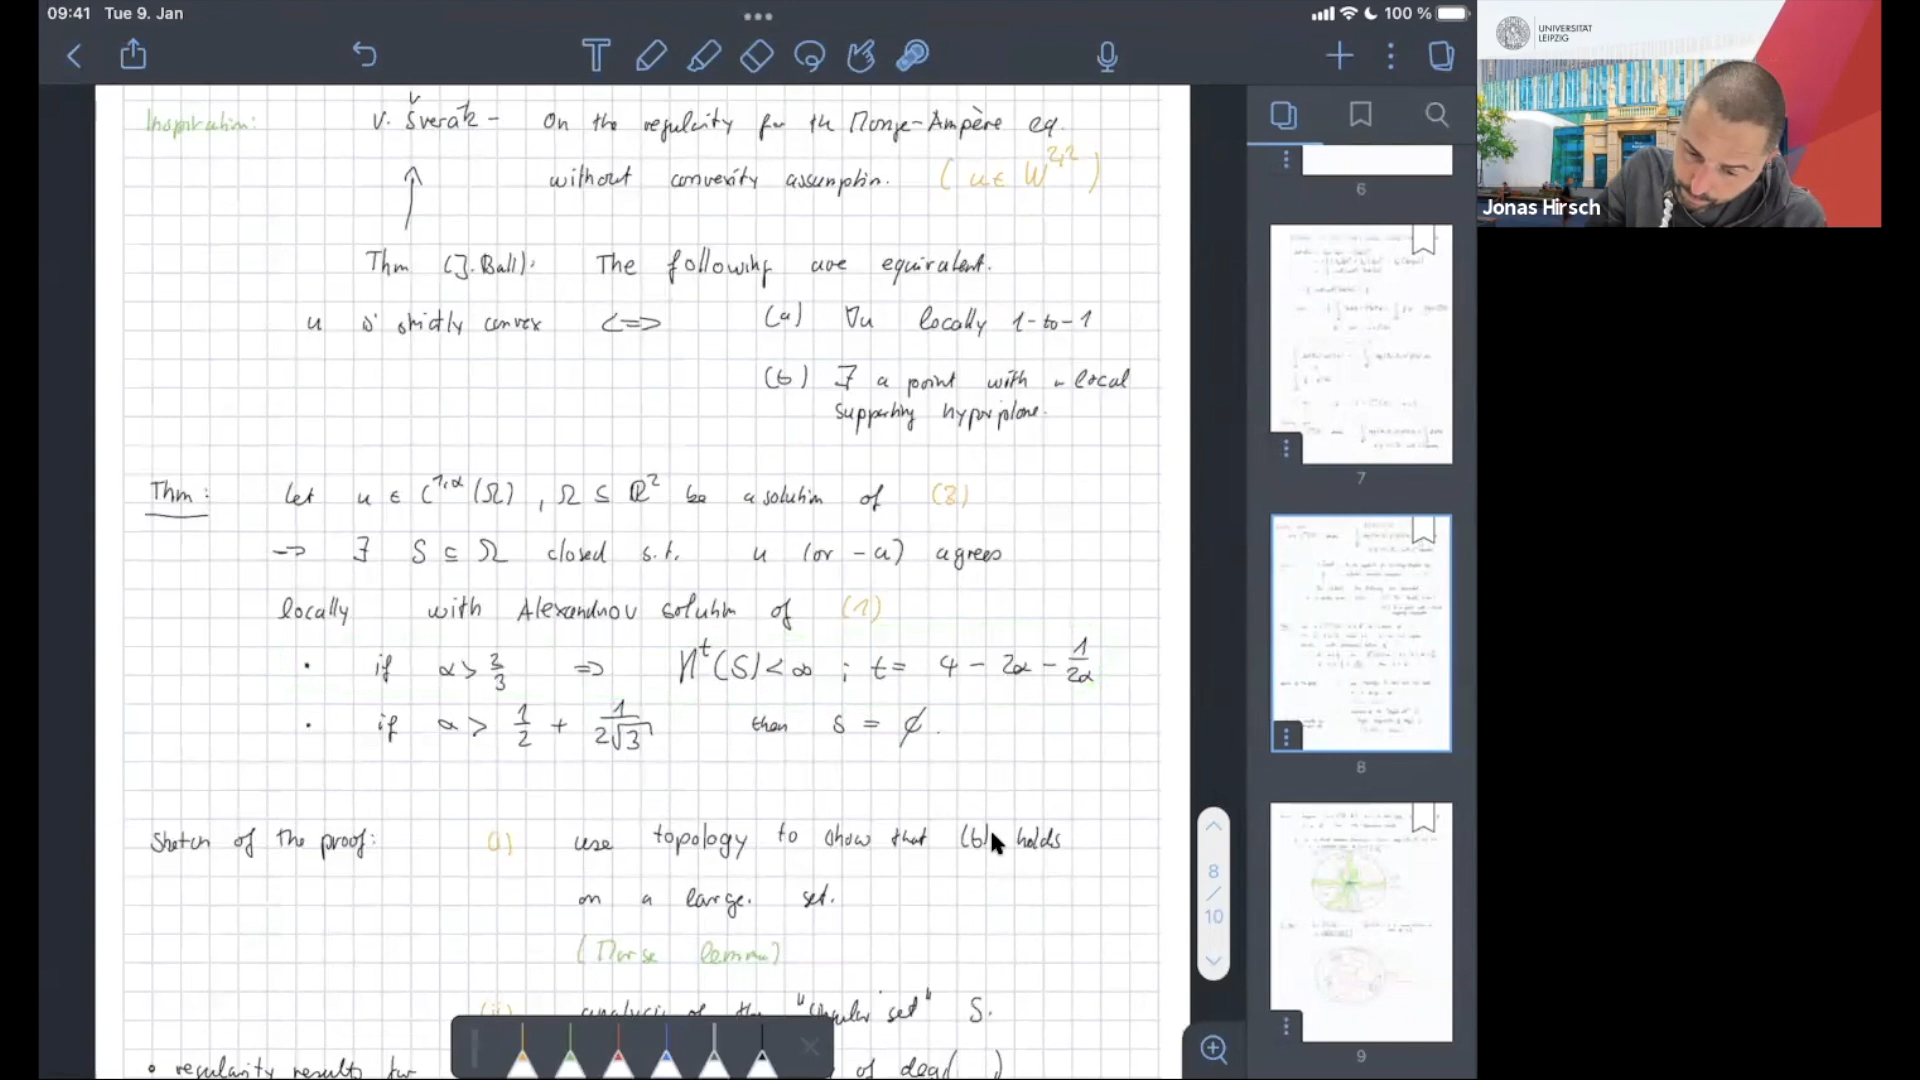 09:41 Tue 9. Jan
100 %
UNIVERSITÄT
LEIPZIG
Jonas Hirsch
Inspiration: V. Šverák – On the regularity for th Monge-Ampère eq.
without convexity assumption. (u ∈ W^{2,2})
Thm (J. Ball): The following are equivalent.
u is strictly convex <=> (a) ∇u locally 1-to-1
(b) ∃ a point with a local
supporting hyperplane.
Thm: Let u ∈ C^{1,α}(Ω), Ω ⊆ ℝ² be a solution of (3)
→ ∃ S ⊆ Ω closed s.t. u (or -u) agrees
locally with Alexandrov solution of (1)
• if α > 2/3 ⇒ H^t(S) < ∞ ; t = 4 - 2α - 1/2α
• if α > 1/2 + 1/2√3 then S = ∅.
Sketch of the proof: (i) use topology to show that (b) holds
on a large. set.
(Morse lemma)
(ii) analysis of the "singular set" S.
• regularity results for of dead( )
6
7
8
8
/
10
9